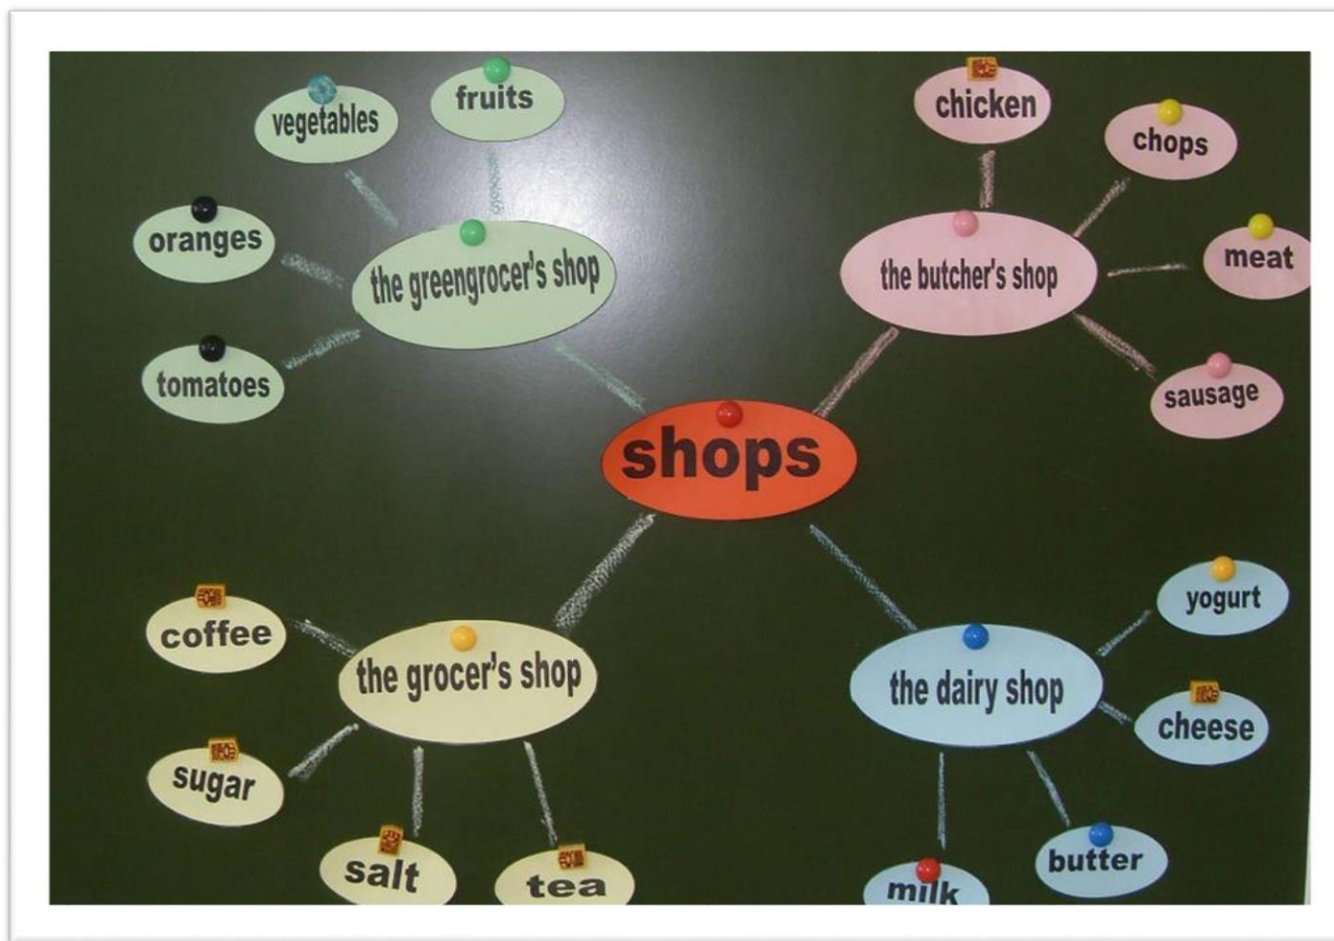 vegetables
fruits
oranges
the greengrocer's shop
tomatoes
chicken
chops
the butcher's shop
meat
sausage
shops
coffee
the grocer's shop
sugar
salt
tea
the dairy shop
yogurt
cheese
butter
milk